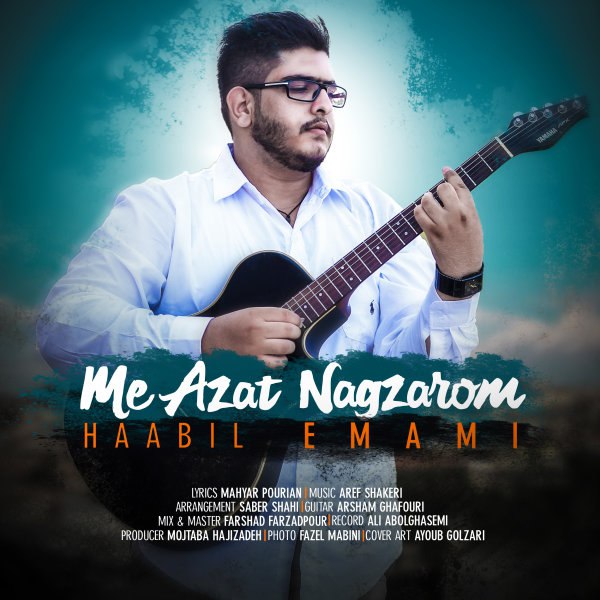 YAMAHA
Me Azat Nagzarom
HAABIL EMAMI
LYRICS MAHYAR POURIAN | MUSIC AREF SHAKERI
ARRANGEMENT SABER SHAHI | GUITAR ARSHAM GHAFOURI
MIX & MASTER FARSHAD FARZADPOUR | RECORD ALI ABOLGHASEMI
PRODUCER MOJTABA HAJIZADEH | PHOTO FAZEL MABINI | COVER ART AYOUB GOLZARI